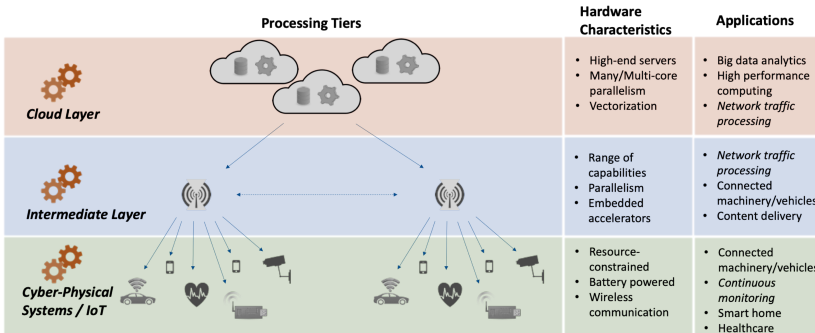 Processing Tiers
Hardware
Characteristics
Applications
Cloud Layer
• High-end servers
• Many/Multi-core
parallelism
• Vectorization
• Big data analytics
• High performance
computing
• Network traffic
processing
Intermediate Layer
• Range of
capabilities
• Parallelism
• Embedded
accelerators
• Network traffic
processing
• Connected
machinery/vehicles
• Content delivery
Cyber-Physical
Systems / IoT
• Resource-
constrained
• Battery powered
• Wireless
communication
• Connected
machinery/vehicles
• Continuous
monitoring
• Smart home
• Healthcare